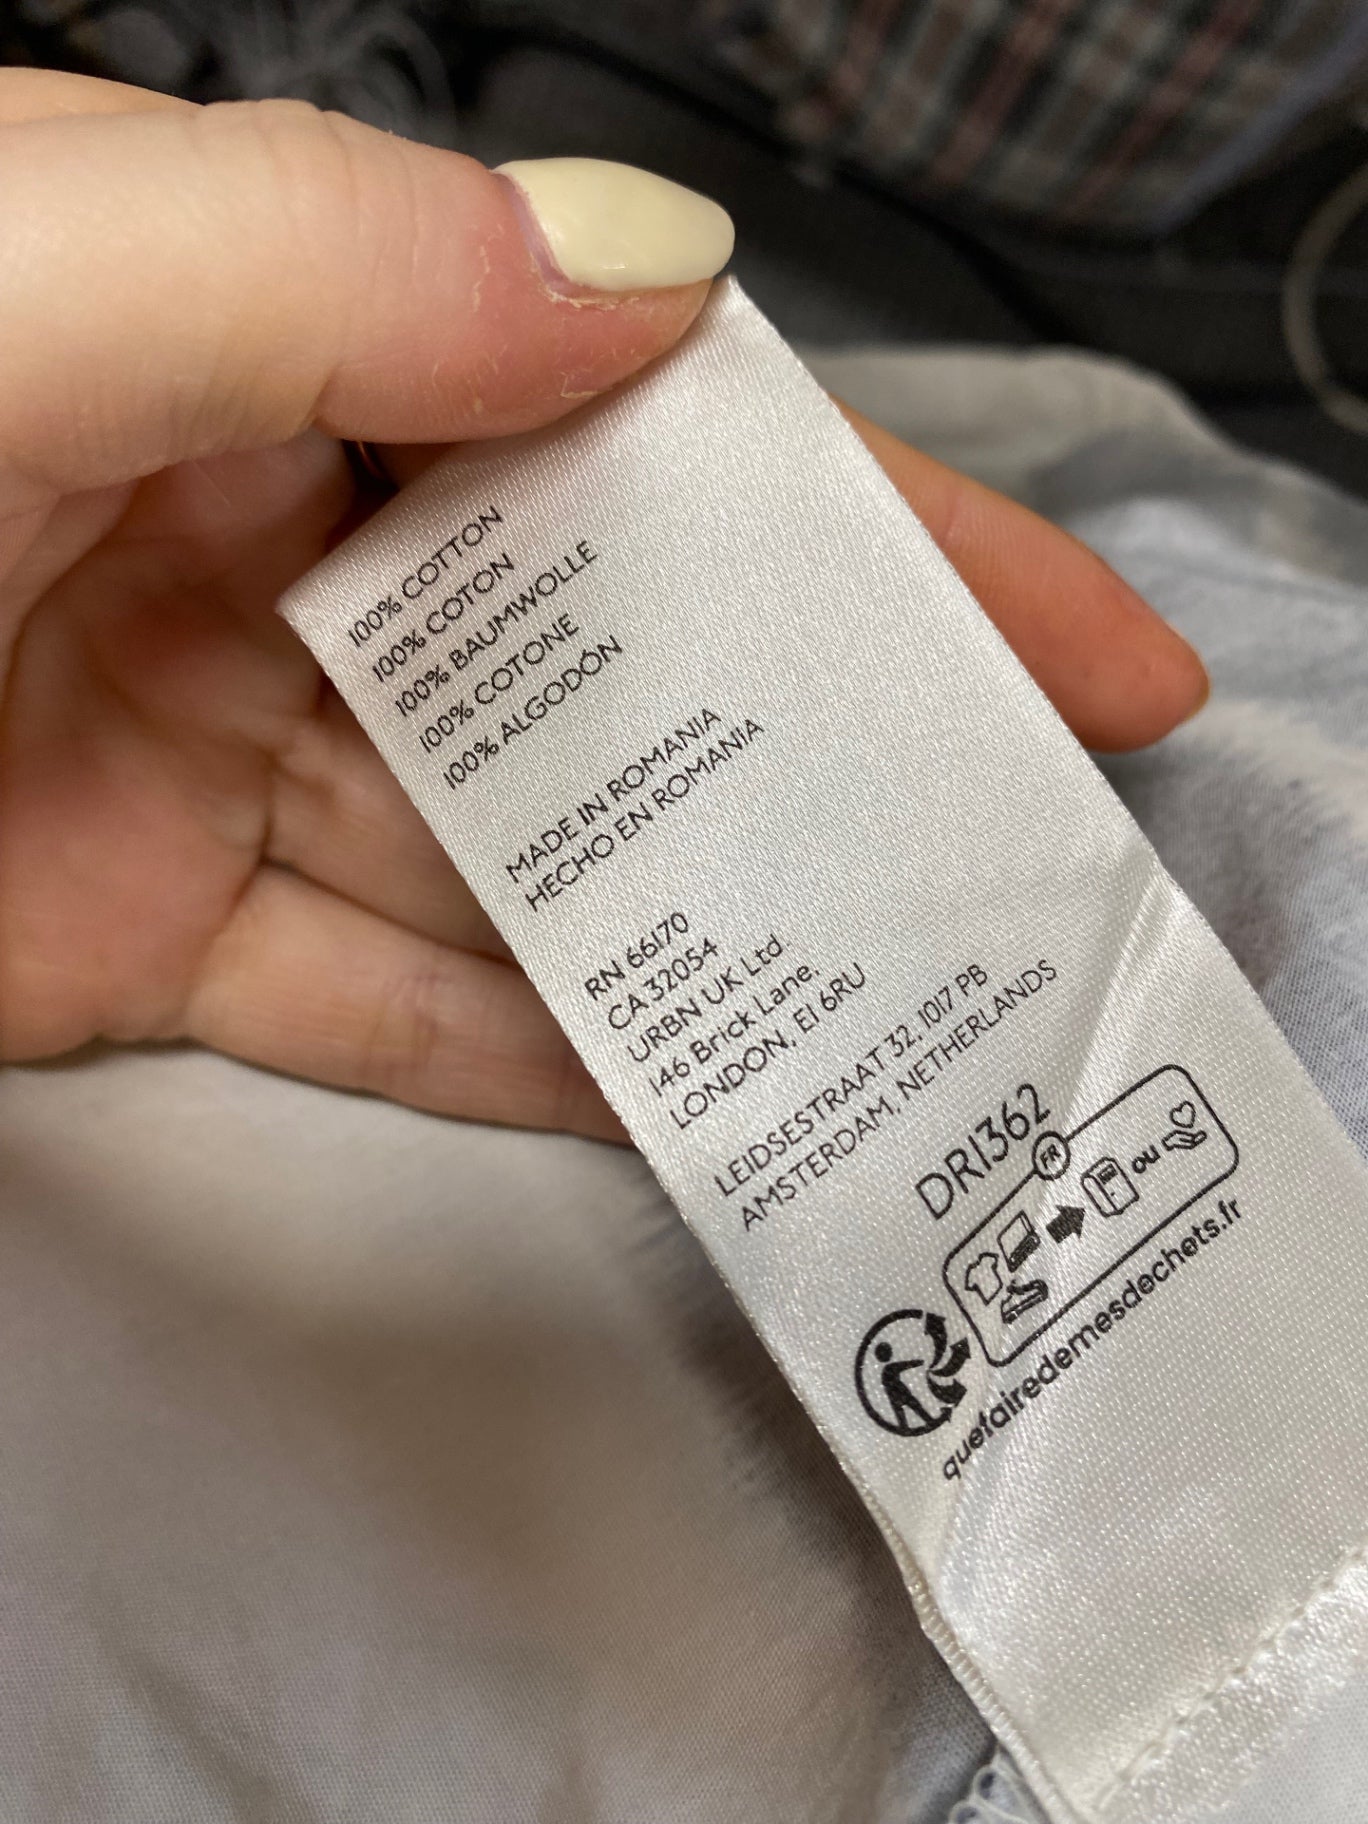 100% COTTON
100% COTON
100% BAUMWOLLE
100% COTONE
100% ALGODÓN
MADE IN ROMANIA
HECHO EN ROMANIA
RN 66170
CA 32054
URBN UK Ltd.
146 Brick Lane,
LONDON, E1 6RU
LEIDSESTRAAT 32, 1017 PB
AMSTERDAM, NETHERLANDS
DR1362
FR
ou
quefairedemesdechets.fr